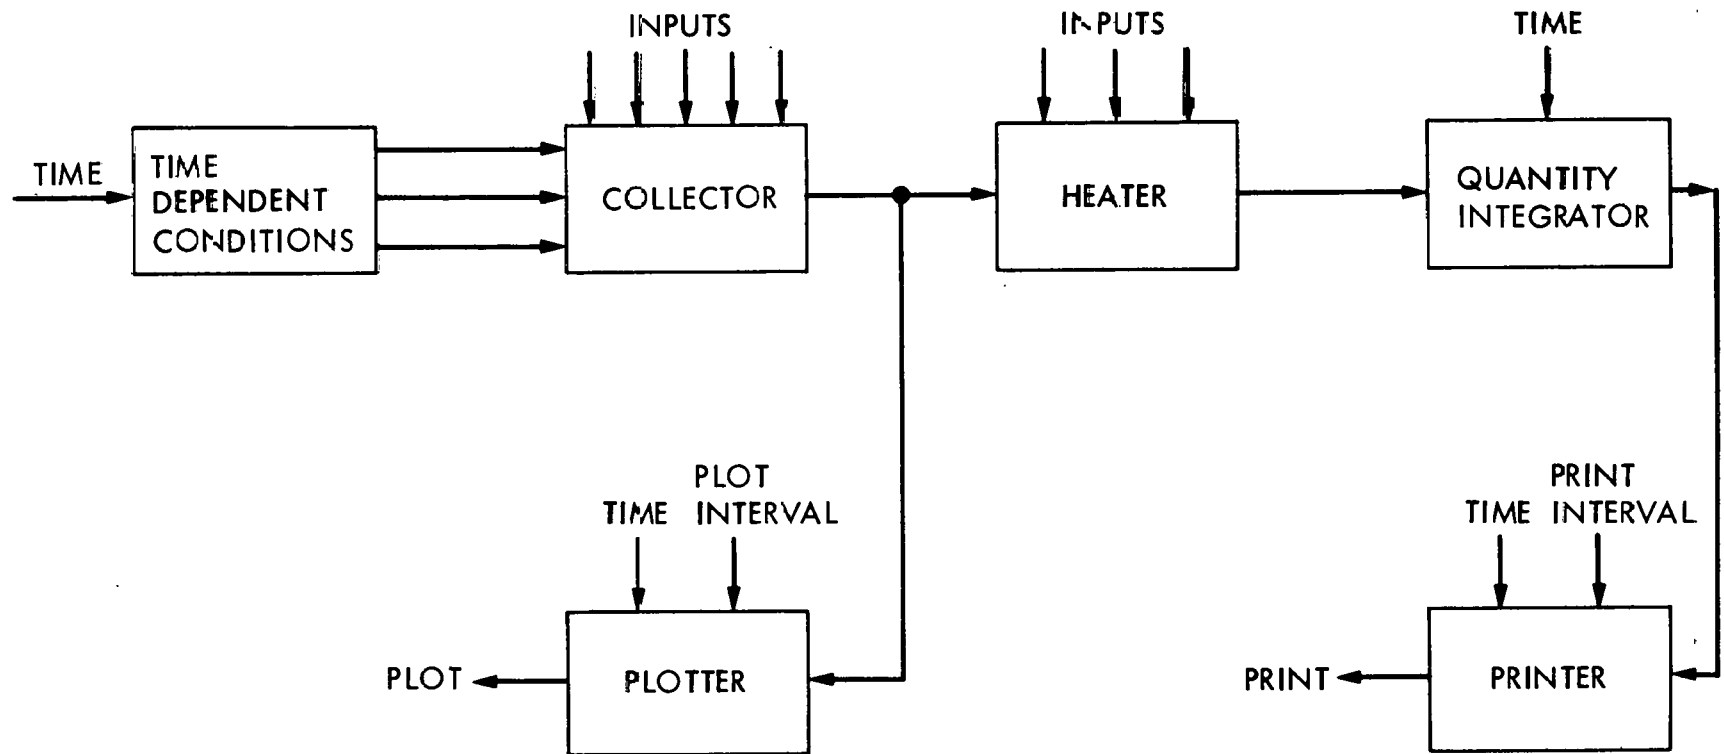 INPUTS
INPUTS
TIME
TIME
TIME
DEPENDENT
CONDITIONS
COLLECTOR
HEATER
QUANTITY
INTEGRATOR
PLOT
TIME INTERVAL
PRINT
TIME INTERVAL
PLOT
PLOTTER
PRINT
PRINTER